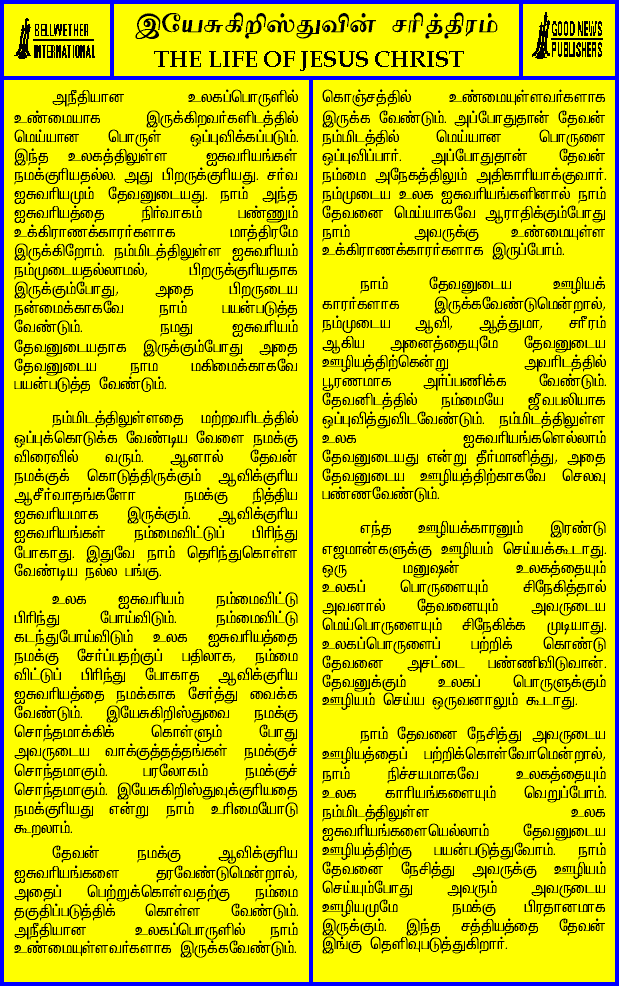 BELLWETHER
INTERNATIONAL
இயேசுகிறிஸ்துவின் சரித்திரம்
THE LIFE OF JESUS CHRIST
GOOD NEWS
PUBLISHERS
அநீதியான உலகப்பொருளில்
உண்மையாக இருக்கிறவர்களிடத்தில்
மெய்யான பொருள் ஒப்புவிக்கப்படும்.
இந்த உலகத்திலுள்ள ஐசுவரியங்கள்
நமக்குரியதல்ல. அது பிறருக்குரியது. சர்வ
ஐசுவரியமும் தேவனுடையது. நாம் அந்த
ஐசுவரியத்தை நிர்வாகம் பண்ணும்
உக்கிராணக்காரர்களாக மாத்திரமே
இருக்கிறோம். நம்மிடத்திலுள்ள ஐசுவரியம்
நம்முடையதல்லாமல், பிறருக்குரியதாக
இருக்கும்போது, அதை பிறருடைய
நன்மைக்காகவே நாம் பயன்படுத்த
வேண்டும். நமது ஐசுவரியம்
தேவனுடையதாக இருக்கும்போது அதை
தேவனுடைய நாம மகிமைக்காகவே
பயன்படுத்த வேண்டும்.
நம்மிடத்திலுள்ளதை மற்றவரிடத்தில்
ஒப்புக்கொடுக்க வேண்டிய வேளை நமக்கு
விரைவில் வரும். ஆனால் தேவன்
நமக்குக் கொடுத்திருக்கும் ஆவிக்குரிய
ஆசீர்வாதங்களோ நமக்கு நித்திய
ஐசுவரியமாக இருக்கும். ஆவிக்குரிய
ஐசுவரியங்கள் நம்மைவிட்டுப் பிரிந்து
போகாது. இதுவே நாம் தெரிந்துகொள்ள
வேண்டிய நல்ல பங்கு.
உலக ஐசுவரியம் நம்மைவிட்டு
பிரிந்து போய்விடும். நம்மைவிட்டு
கடந்துபோய்விடும் உலக ஐசுவரியத்தை
நமக்கு சேர்ப்பதற்குப் பதிலாக, நம்மை
விட்டுப் பிரிந்து போகாத ஆவிக்குரிய
ஐசுவரியத்தை நமக்காக சேர்த்து வைக்க
வேண்டும். இயேசுகிறிஸ்துவை நமக்கு
சொந்தமாக்கிக் கொள்ளும் போது
அவருடைய வாக்குத்தத்தங்கள் நமக்குச்
சொந்தமாகும். பரலோகம் நமக்குச்
சொந்தமாகும். இயேசுகிறிஸ்துவுக்குரியதை
நமக்குரியது என்று நாம் உரிமையோடு
கூறலாம்.
தேவன் நமக்கு ஆவிக்குரிய
ஐசுவரியங்களை தரவேண்டுமென்றால்,
அதைப் பெற்றுக்கொள்வதற்கு நம்மை
தகுதிப்படுத்திக் கொள்ள வேண்டும்.
அநீதியான உலகப்பொருளில் நாம்
உண்மையுள்ளவர்களாக இருக்கவேண்டும்.
கொஞ்சத்தில் உண்மையுள்ளவர்களாக
இருக்க வேண்டும். அப்போதுதான் தேவன்
நம்மிடத்தில் மெய்யான பொருளை
ஒப்புவிப்பார். அப்போதுதான் தேவன்
நம்மை அநேகத்திலும் அதிகாரியாக்குவார்.
நம்முடைய உலக ஐசுவரியங்களினால் நாம்
தேவனை மெய்யாகவே ஆராதிக்கும்போது
நாம் அவருக்கு உண்மையுள்ள
உக்கிராணக்காரர்களாக இருப்போம்.
நாம் தேவனுடைய ஊழியக்
காரர்களாக இருக்கவேண்டுமென்றால்,
நம்முடைய ஆவி, ஆத்துமா, சரீரம்
ஆகிய அனைத்தையுமே தேவனுடைய
ஊழியத்திற்கென்று அவரிடத்தில்
பூரணமாக அர்ப்பணிக்க வேண்டும்.
தேவனிடத்தில் நம்மையே ஜீவபலியாக
ஒப்புவித்துவிடவேண்டும். நம்மிடத்திலுள்ள
உலக ஐசுவரியங்களெல்லாம்
தேவனுடையது என்று தீர்மானித்து, அதை
தேவனுடைய ஊழியத்திற்காகவே செலவு
பண்ணவேண்டும்.
எந்த ஊழியக்காரனும் இரண்டு
எஜமான்களுக்கு ஊழியம் செய்யக்கூடாது.
ஒரு மனுஷன் உலகத்தையும்
உலகப் பொருளையும் சிநேகித்தால்
அவனால் தேவனையும் அவருடைய
மெய்பொருளையும் சிநேகிக்க முடியாது.
உலகப்பொருளைப் பற்றிக் கொண்டு
தேவனை அசட்டை பண்ணிவிடுவான்.
தேவனுக்கும் உலகப் பொருளுக்கும்
ஊழியம் செய்ய ஒருவனாலும் கூடாது.
நாம் தேவனை நேசித்து அவருடைய
ஊழியத்தைப் பற்றிக்கொள்வோமென்றால்,
நாம் நிச்சயமாகவே உலகத்தையும்
உலக காரியங்களையும் வெறுப்போம்.
நம்மிடத்திலுள்ள உலக
ஐசுவரியங்களையெல்லாம் தேவனுடைய
ஊழியத்திற்கு பயன்படுத்துவோம். நாம்
தேவனை நேசித்து அவருக்கு ஊழியம்
செய்யும்போது அவரும் அவருடைய
ஊழியமுமே நமக்கு பிரதானமாக
இருக்கும். இந்த சத்தியத்தை தேவன்
இங்கு தெளிவுபடுத்துகிறார்.